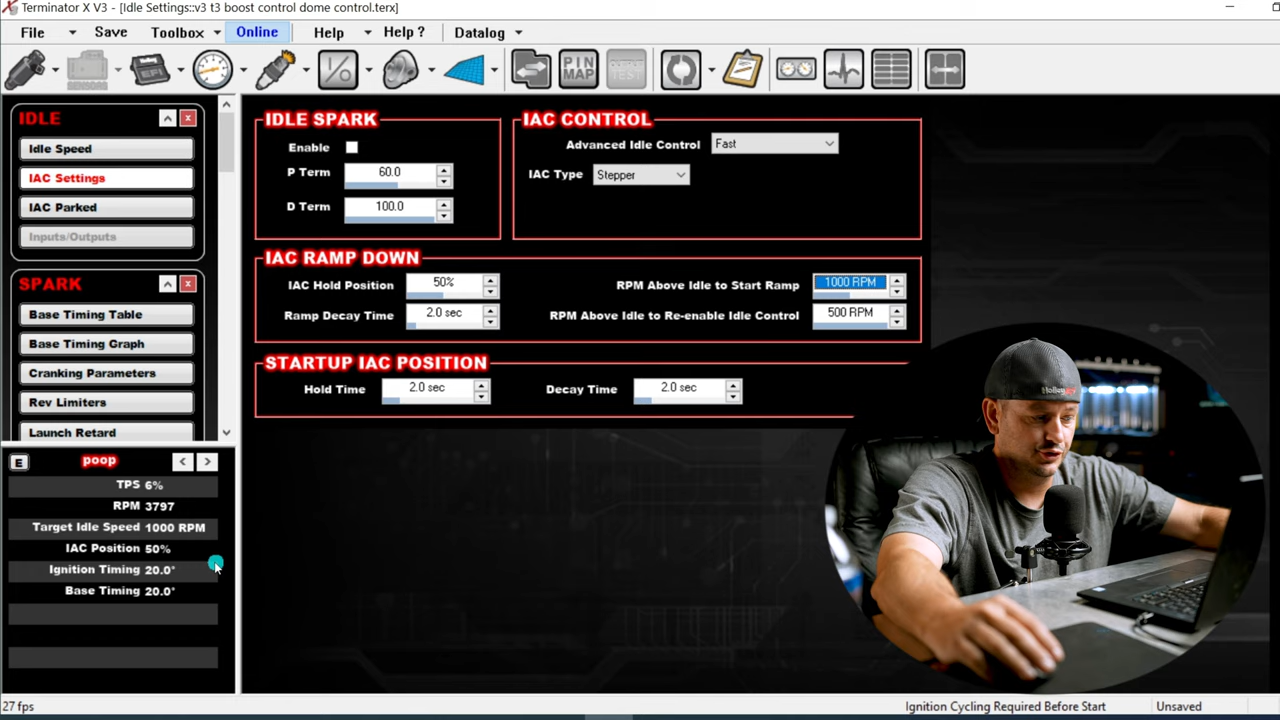 Terminator X V3 - [Idle Settings::v3 t3 boost control dome control.terx]
File Save Toolbox Online Help Help ? Datalog
EFI I/O PIN MAP OUTPUT TEST
SENSORS
IDLE
Idle Speed
IAC Settings
IAC Parked
Inputs/Outputs
SPARK
Base Timing Table
Base Timing Graph
Cranking Parameters
Rev Limiters
Launch Retard
IDLE SPARK
Enable
P Term 60.0
D Term 100.0
IAC CONTROL
Advanced Idle Control Fast
IAC Type Stepper
IAC RAMP DOWN
IAC Hold Position 50% RPM Above Idle to Start Ramp 1000 RPM
Ramp Decay Time 2.0 sec RPM Above Idle to Re-enable Idle Control 500 RPM
STARTUP IAC POSITION
Hold Time 2.0 sec Decay Time 2.0 sec
E poop < >
TPS 6%
RPM 3797
Target Idle Speed 1000 RPM
IAC Position 50%
Ignition Timing 20.0°
Base Timing 20.0°
27 fps Ignition Cycling Required Before Start Unsaved